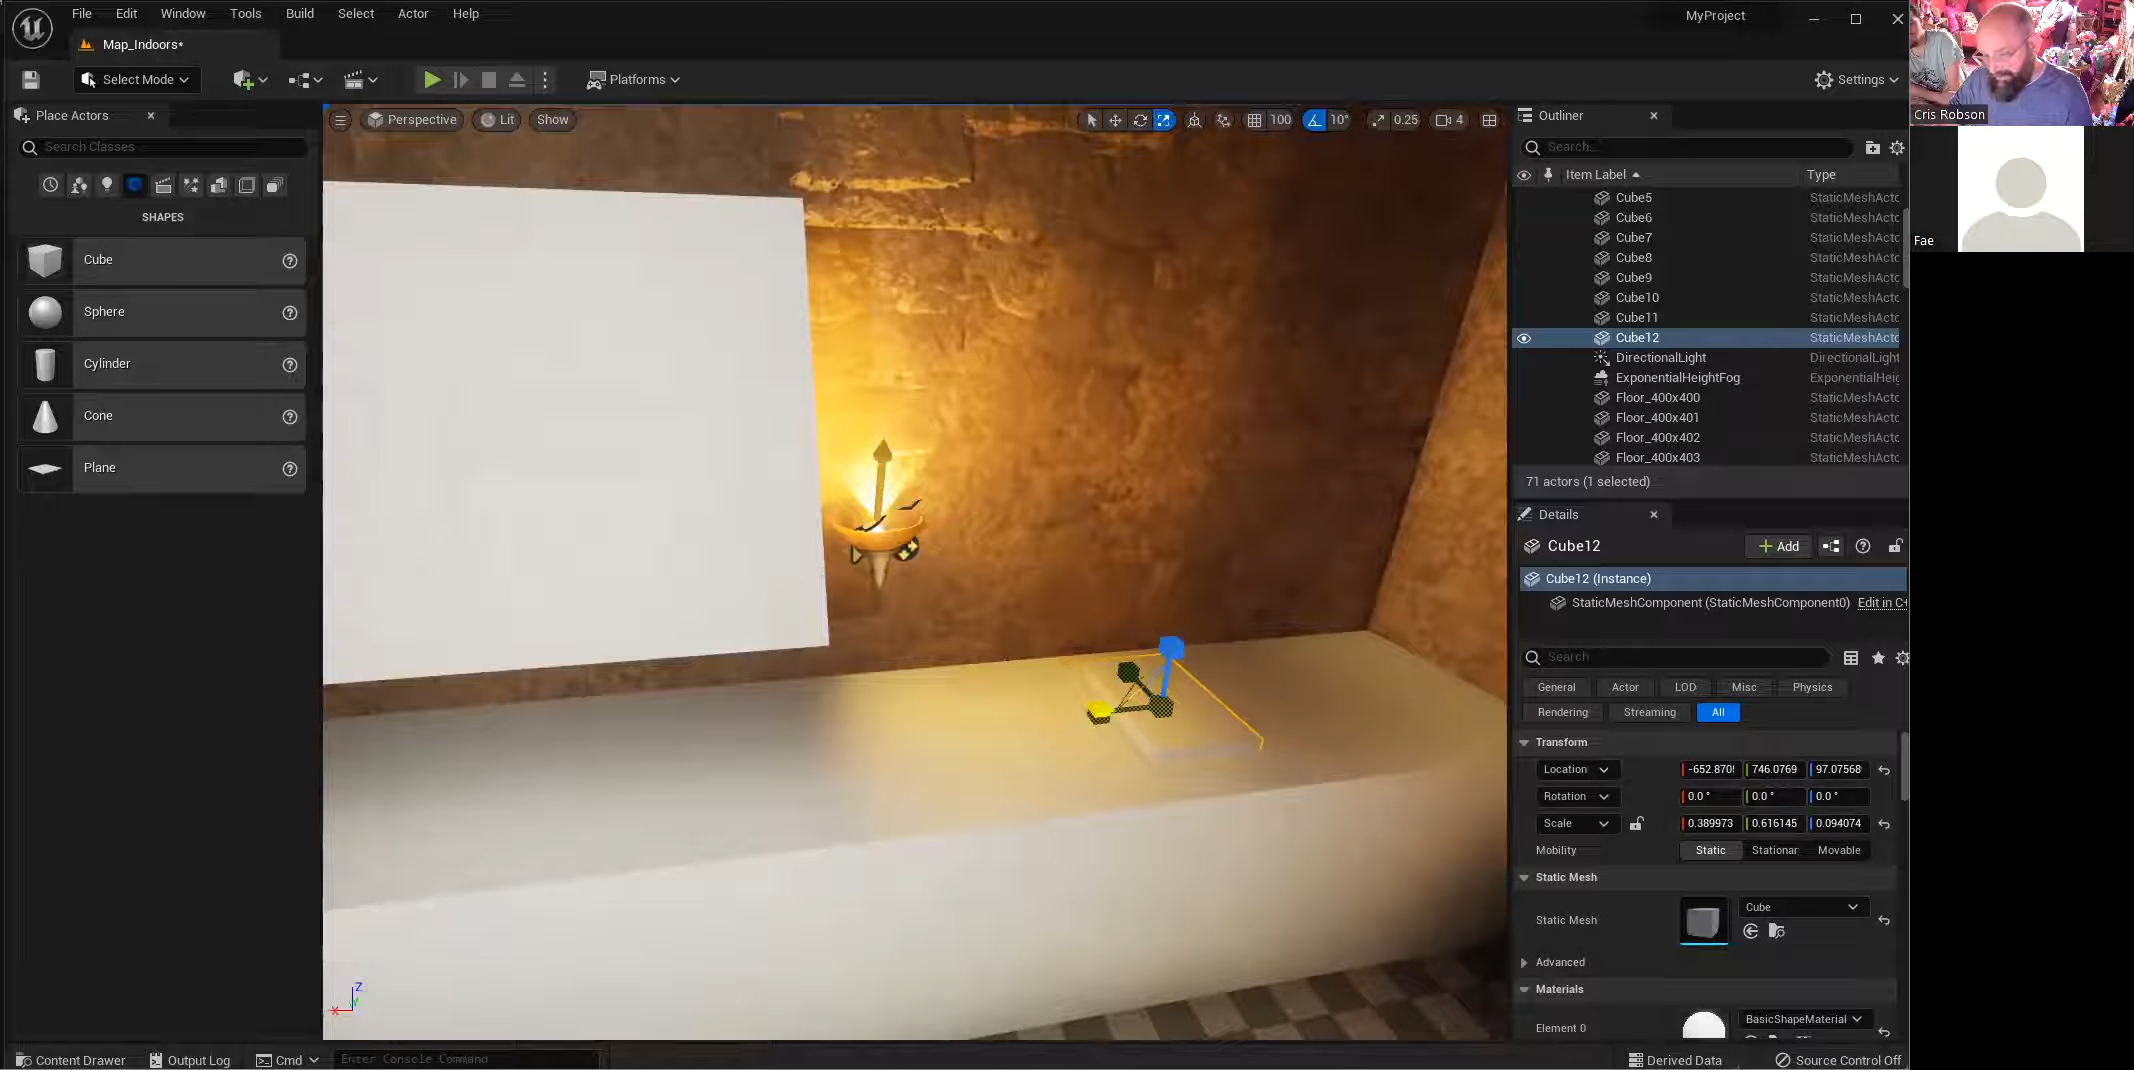 File Edit Window Tools Build Select Actor Help
MyProject
Map_Indoors*
Select Mode
Platforms
Settings
Place Actors
Search Classes
SHAPES
Cube
Sphere
Cylinder
Cone
Plane
Perspective Lit Show
100 10° 0.25 4
Outliner
Search...
Item Label Type
Cube5 StaticMeshActo
Cube6 StaticMeshActo
Cube7 StaticMeshActo
Cube8 StaticMeshActo
Cube9 StaticMeshActo
Cube10 StaticMeshActo
Cube11 StaticMeshActo
Cube12 StaticMeshActo
DirectionalLight DirectionalLight
ExponentialHeightFog ExponentialHeig
Floor_400x400 StaticMeshActo
Floor_400x401 StaticMeshActo
Floor_400x402 StaticMeshActo
Floor_400x403 StaticMeshActo
71 actors (1 selected)
Details
Cube12
Add
Cube12 (Instance)
StaticMeshComponent (StaticMeshComponent0) Edit in C+
Search
General Actor LOD Misc Physics
Rendering Streaming All
Transform
Location -652.870 746.0769 97.07568
Rotation 0.0 ° 0.0 ° 0.0 °
Scale 0.389973 0.616145 0.094074
Mobility Static Stationar Movable
Static Mesh
Static Mesh Cube
Advanced
Materials
Element 0 BasicShapeMaterial
Z
X
Y
Content Drawer Output Log Cmd Enter Console Command
Derived Data Source Control Off
Cris Robson
Fae